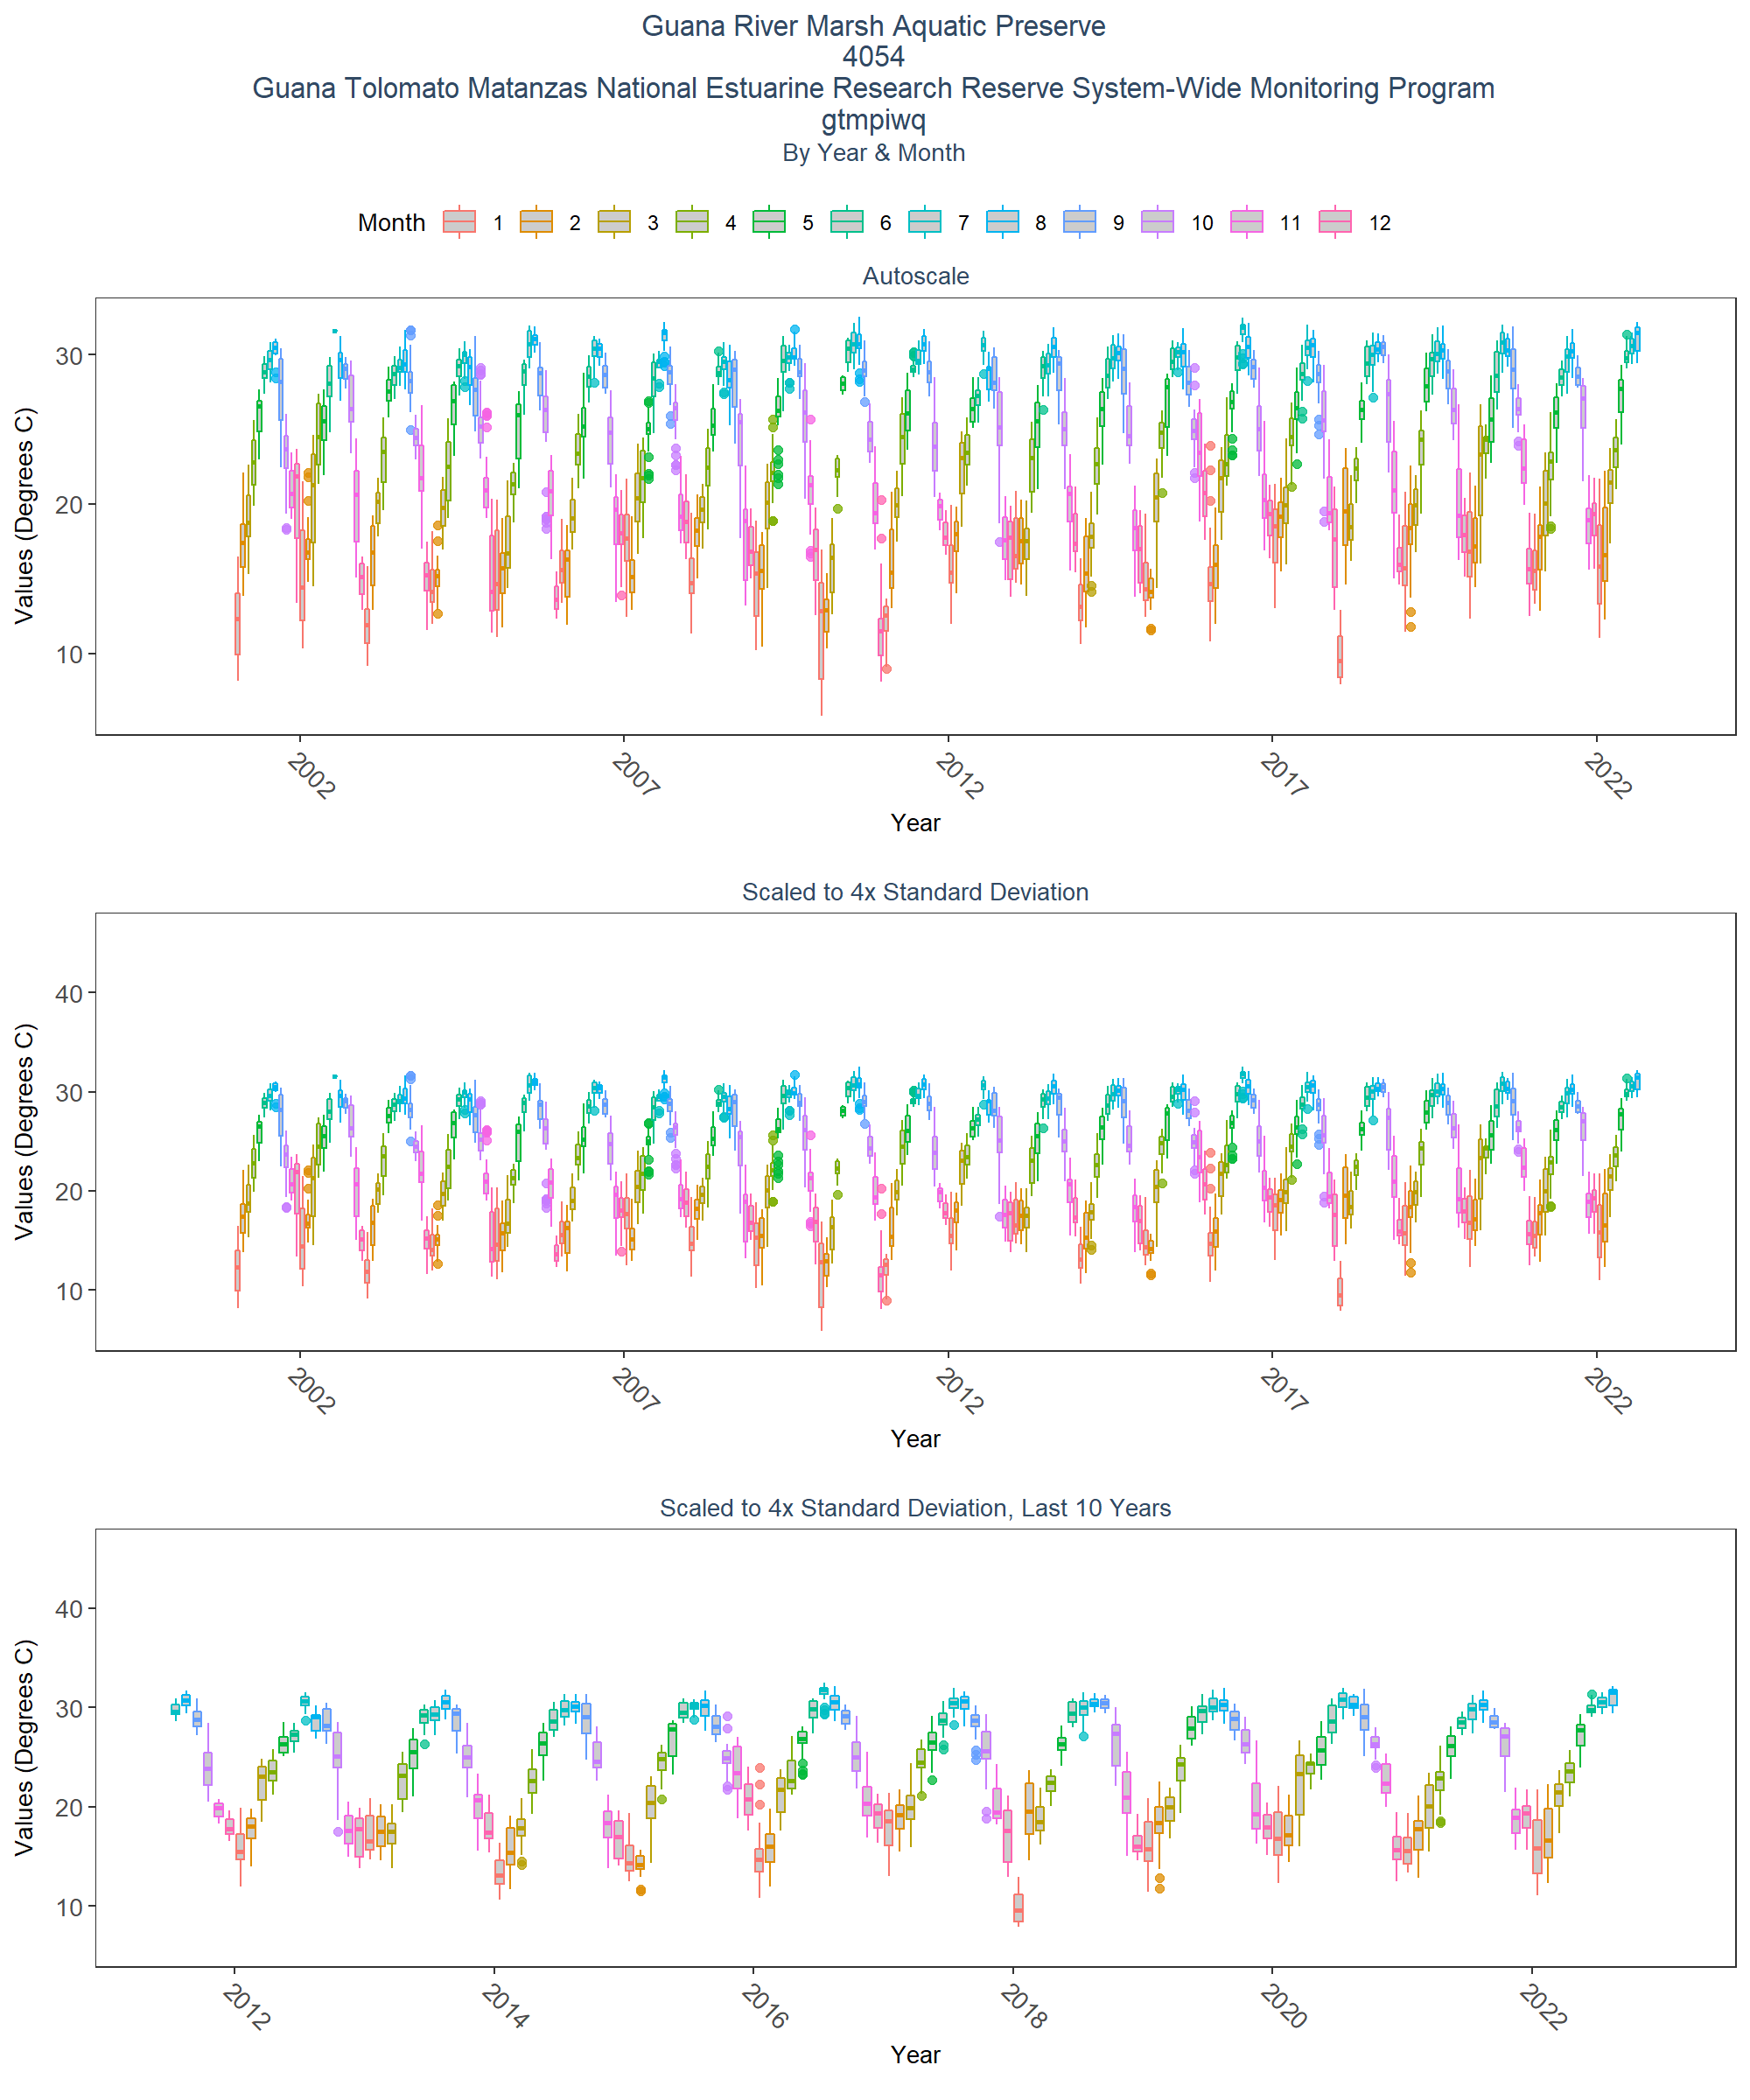 Guana River Marsh Aquatic Preserve
4054
Guana Tolomato Matanzas National Estuarine Research Reserve System-Wide Monitoring Program
gtmpiwq
By Year & Month
Month 1 2 3 4 5 6 7 8 9 10 11 12
Autoscale
Values (Degrees C)
30
20
10
2002 2007 2012 2017 2022
Year
Scaled to 4x Standard Deviation
Values (Degrees C)
40
30
20
10
2002 2007 2012 2017 2022
Year
Scaled to 4x Standard Deviation, Last 10 Years
Values (Degrees C)
40
30
20
10
2012 2014 2016 2018 2020 2022
Year